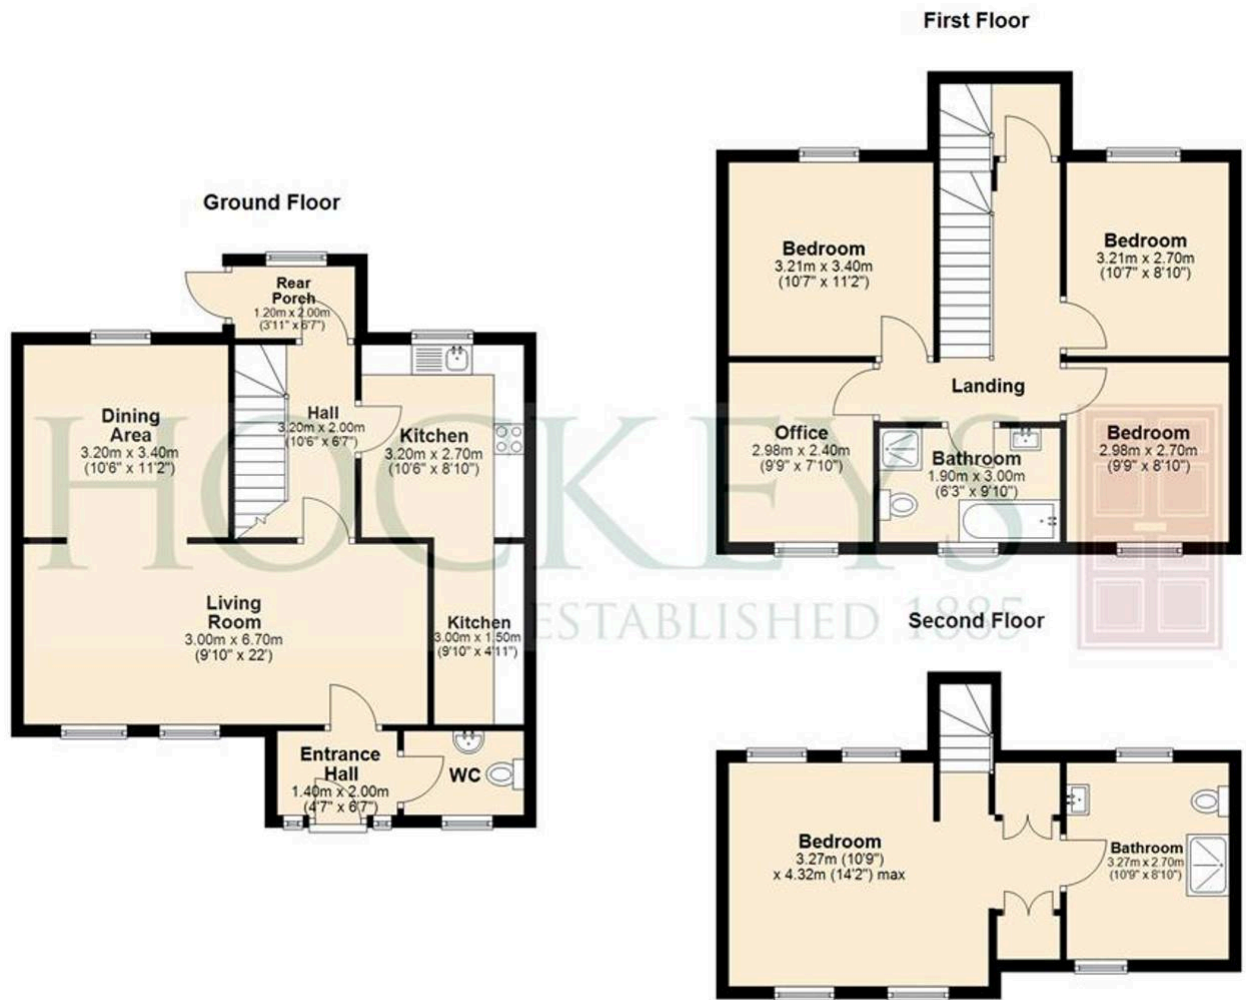 First Floor
Ground Floor
Bedroom
3.21m x 3.40m
(10'7" x 11'2")
Bedroom
3.21m x 2.70m
(10'7" x 8'10")
Rear
Porch
1.20m x 2.00m
(3'11" x 6'7")
Landing
Dining
Area
3.20m x 3.40m
(10'6" x 11'2")
Hall
3.20m x 2.00m
(10'6" x 6'7")
Kitchen
3.20m x 2.70m
(10'6" x 8'10")
Office
2.98m x 2.40m
(9'9" x 7'10")
Bathroom
1.90m x 3.00m
(6'3" x 9'10")
Bedroom
2.98m x 2.70m
(9'9" x 8'10")
HOCKEYS
ESTABLISHED 1885
Living
Room
3.00m x 6.70m
(9'10" x 22')
Kitchen
3.00m x 1.50m
(9'10" x 4'11")
Second Floor
Entrance
Hall
1.40m x 2.00m
(4'7" x 6'7")
WC
Bedroom
3.27m (10'9")
x 4.32m (14'2") max
Bathroom
3.27m x 2.70m
(10'9" x 8'10")